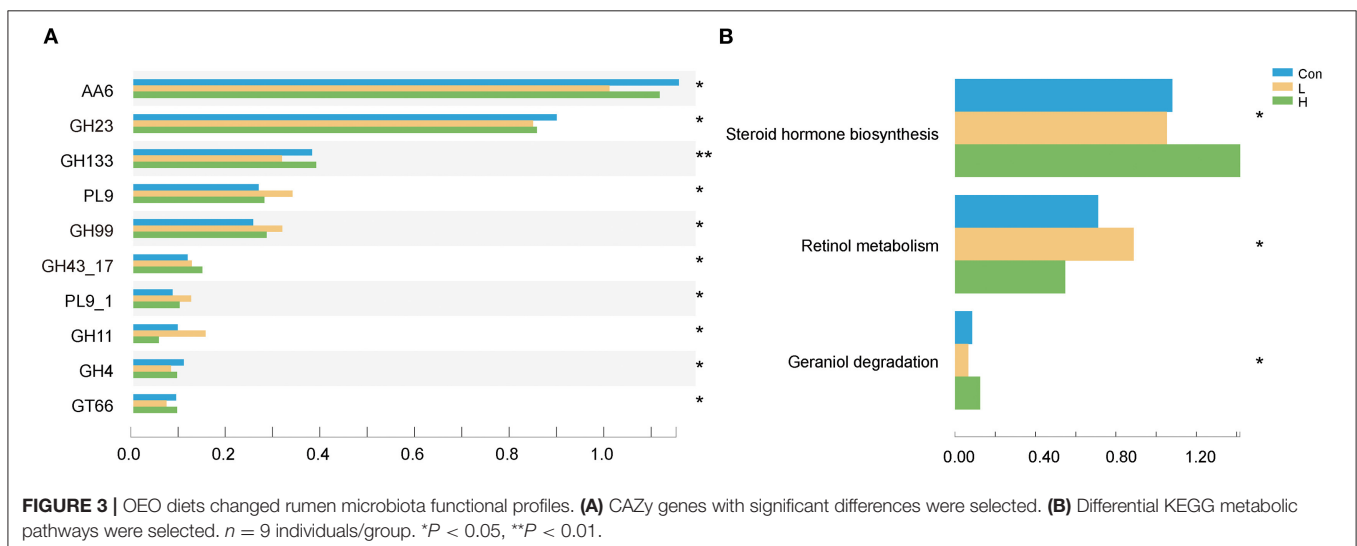 A
AA6 *
GH23 *
GH133 **
PL9 *
GH99 *
GH43_17 *
PL9_1 *
GH11 *
GH4 *
GT66 *
0.0 0.2 0.4 0.6 0.8 1.0
B
Con
L
H
Steroid hormone biosynthesis *
Retinol metabolism *
Geraniol degradation *
0.00 0.40 0.80 1.20
FIGURE 3 | OEO diets changed rumen microbiota functional profiles. (A) CAZy genes with significant differences were selected. (B) Differential KEGG metabolic
pathways were selected. n = 9 individuals/group. *P < 0.05, **P < 0.01.